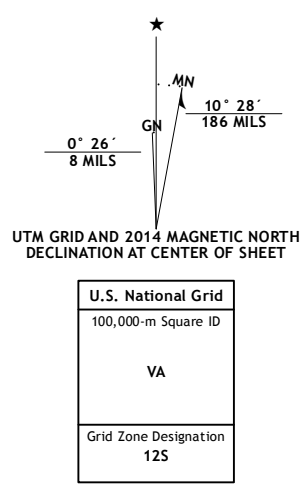 ★
MN
GN
10° 28´
186 MILS
0° 26´
8 MILS
UTM GRID AND 2014 MAGNETIC NORTH
DECLINATION AT CENTER OF SHEET
U.S. National Grid
100,000-m Square ID
VA
Grid Zone Designation
12S